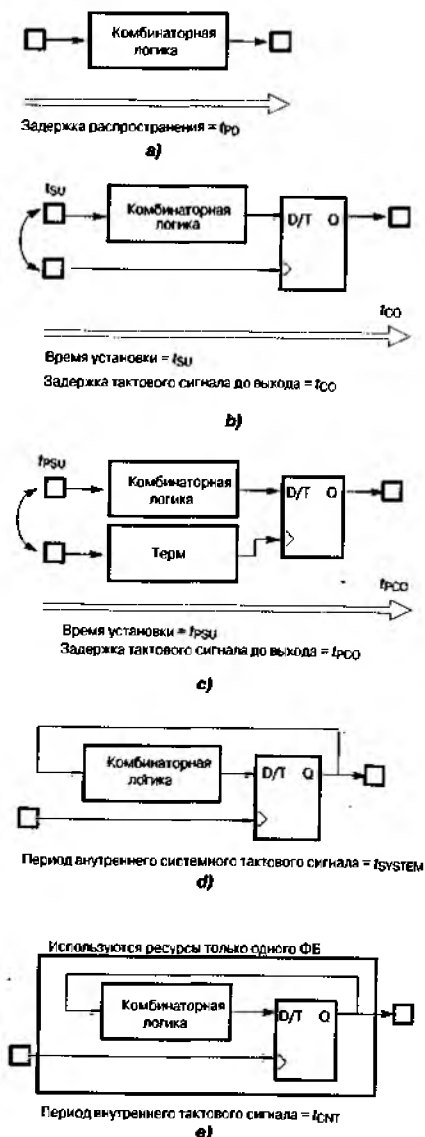 Комбинаторная
логика
Задержка распространения = tPD
a)
tSU
Комбинаторная
логика
D/T Q
tCO
Время установки = tSU
Задержка тактового сигнала до выхода = tCO
b)
tPSU
Комбинаторная
логика
D/T Q
Терм
tPCO
Время установки = tPSU
Задержка тактового сигнала до выхода = tPCO
c)
Комбинаторная
логика
D/T Q
Период внутреннего системного тактового сигнала = tSYSTEM
d)
Используются ресурсы только одного ФБ
Комбинаторная
логика
D/T Q
Период внутреннего тактового сигнала = tCNT
e)